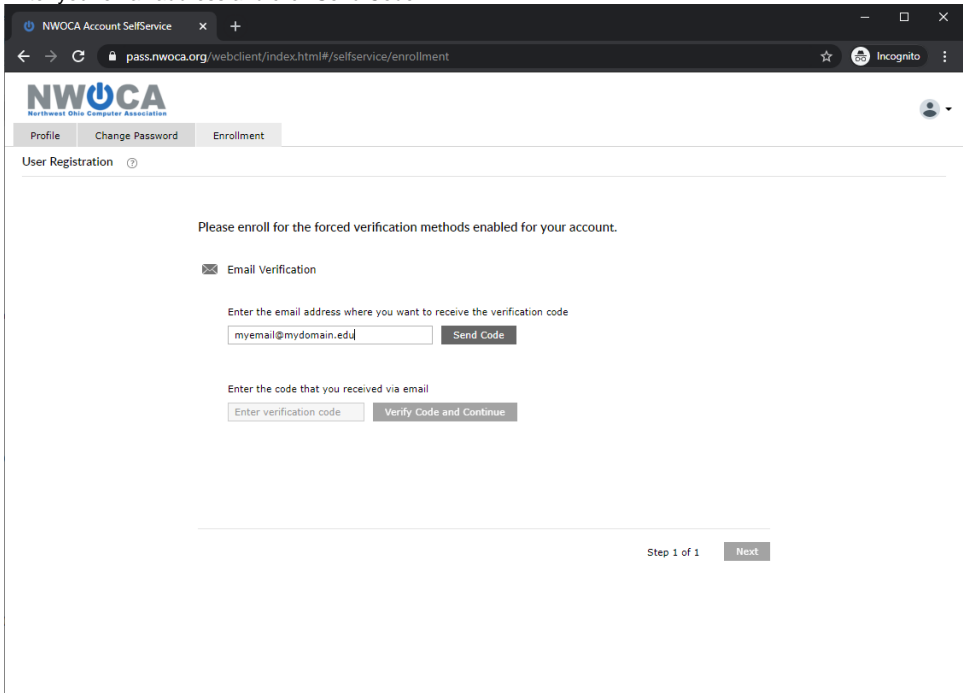 NWOCA Account SelfService
pass.nwoca.org/webclient/index.html#/selfservice/enrollment
Incognito
NWOCA
Northwest Ohio Computer Association
Profile Change Password Enrollment
User Registration ?
Please enroll for the forced verification methods enabled for your account.
Email Verification
Enter the email address where you want to receive the verification code
myemail@mydomain.edu Send Code
Enter the code that you received via email
Enter verification code Verify Code and Continue
Step 1 of 1 Next